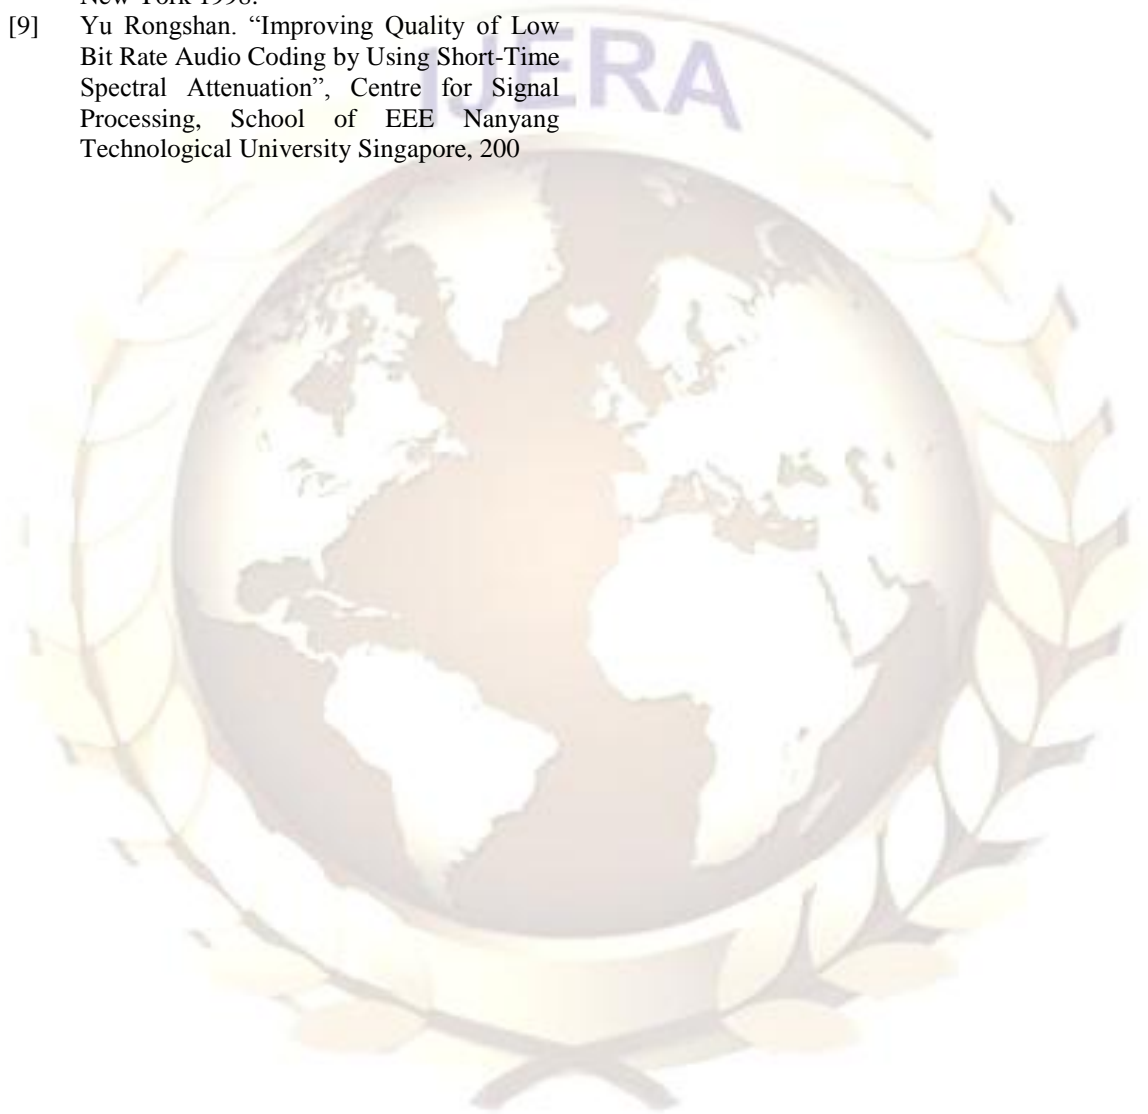 New York 1998.
[9] Yu Rongshan. “Improving Quality of Low
Bit Rate Audio Coding by Using Short-Time
Spectral Attenuation”, Centre for Signal
Processing, School of EEE Nanyang
Technological University Singapore, 200
IJERA